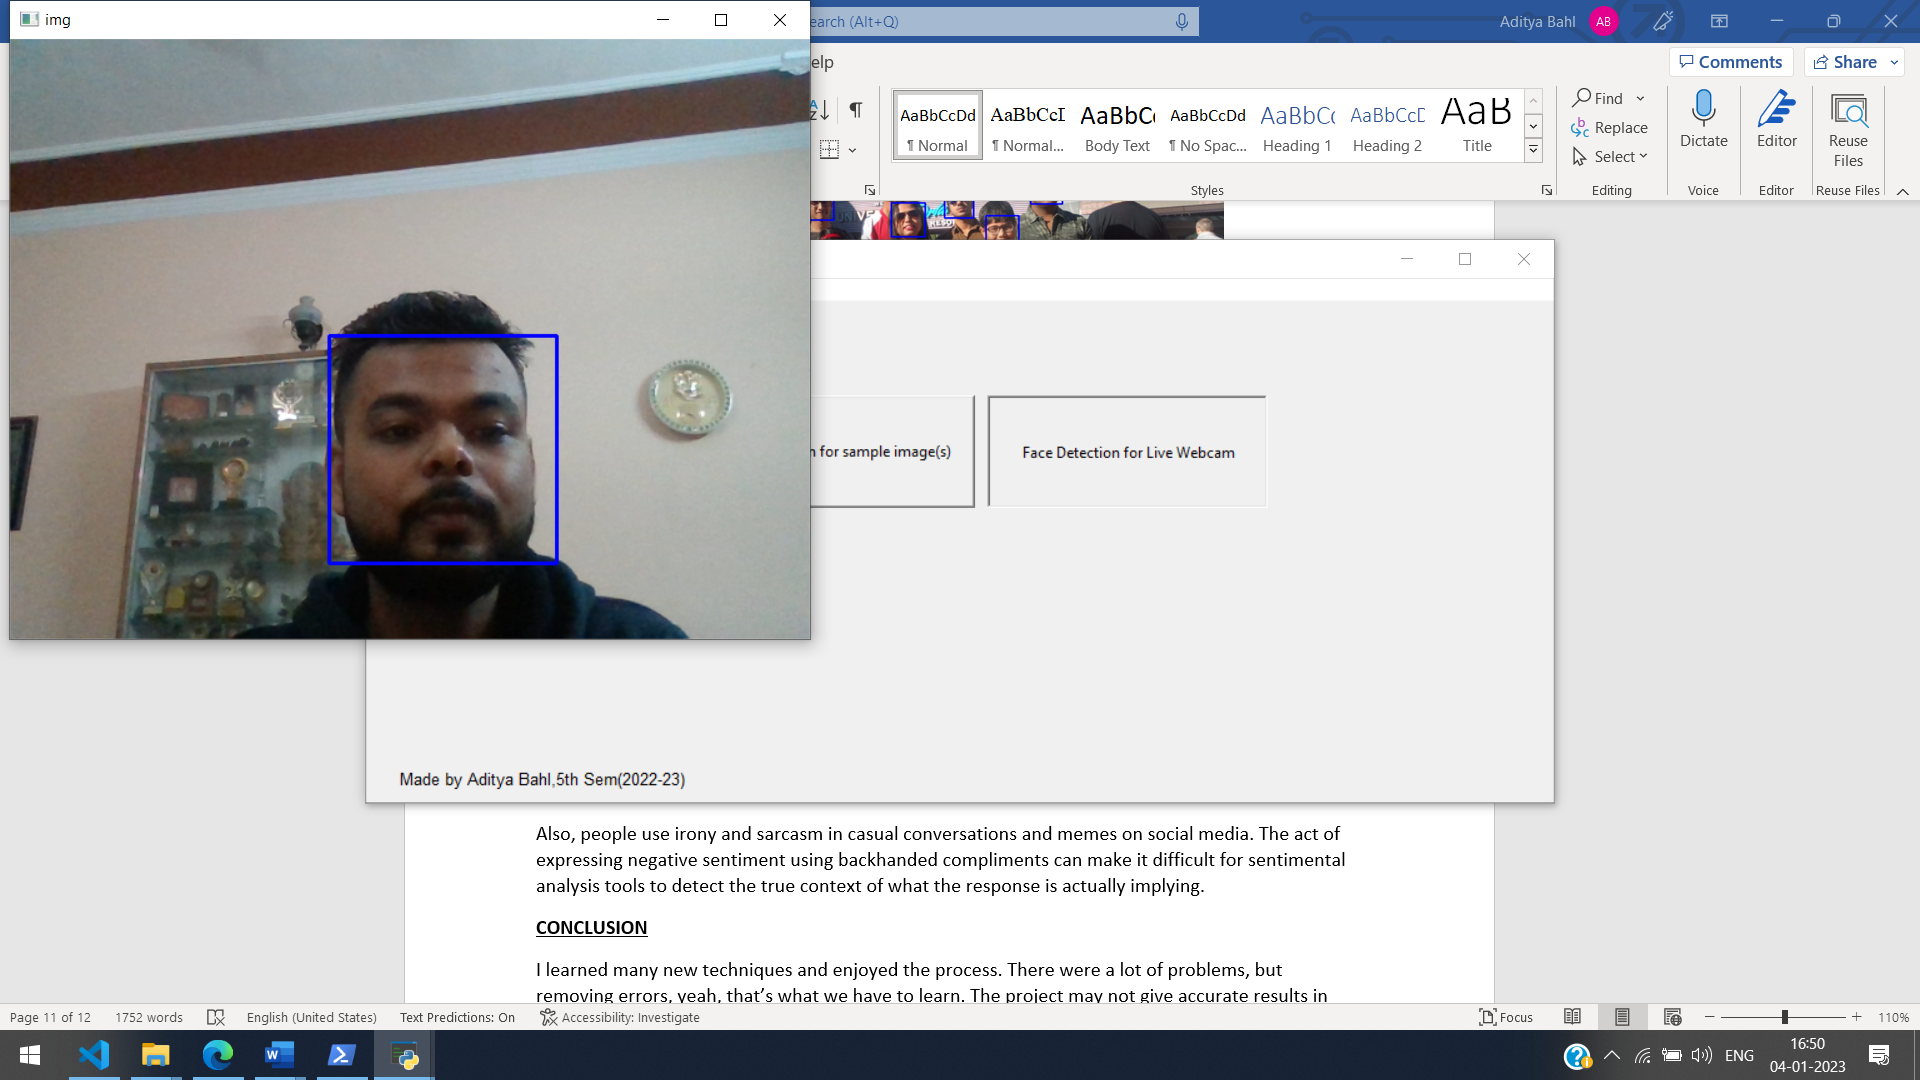 img
earch (Alt+Q)
Aditya Bahl
AB
elp
Comments
Share
AaBbCcDd
AaBbCcI
AaBbC
AaBbCcDd
AaBbC
AaBbCcD
AaB
¶ Normal
¶ Normal...
Body Text
¶ No Spac...
Heading 1
Heading 2
Title
Styles
Find
Replace
Select
Editing
Dictate
Voice
Editor
Editor
Reuse
Files
Reuse Files
n for sample image(s)
Face Detection for Live Webcam
Made by Aditya Bahl,5th Sem(2022-23)
Also, people use irony and sarcasm in casual conversations and memes on social media. The act of
expressing negative sentiment using backhanded compliments can make it difficult for sentimental
analysis tools to detect the true context of what the response is actually implying.
CONCLUSION
I learned many new techniques and enjoyed the process. There were a lot of problems, but
removing errors, yeah, that’s what we have to learn. The project may not give accurate results in
Page 11 of 12
1752 words
English (United States)
Text Predictions: On
Accessibility: Investigate
Focus
110%
ENG
16:50
04-01-2023